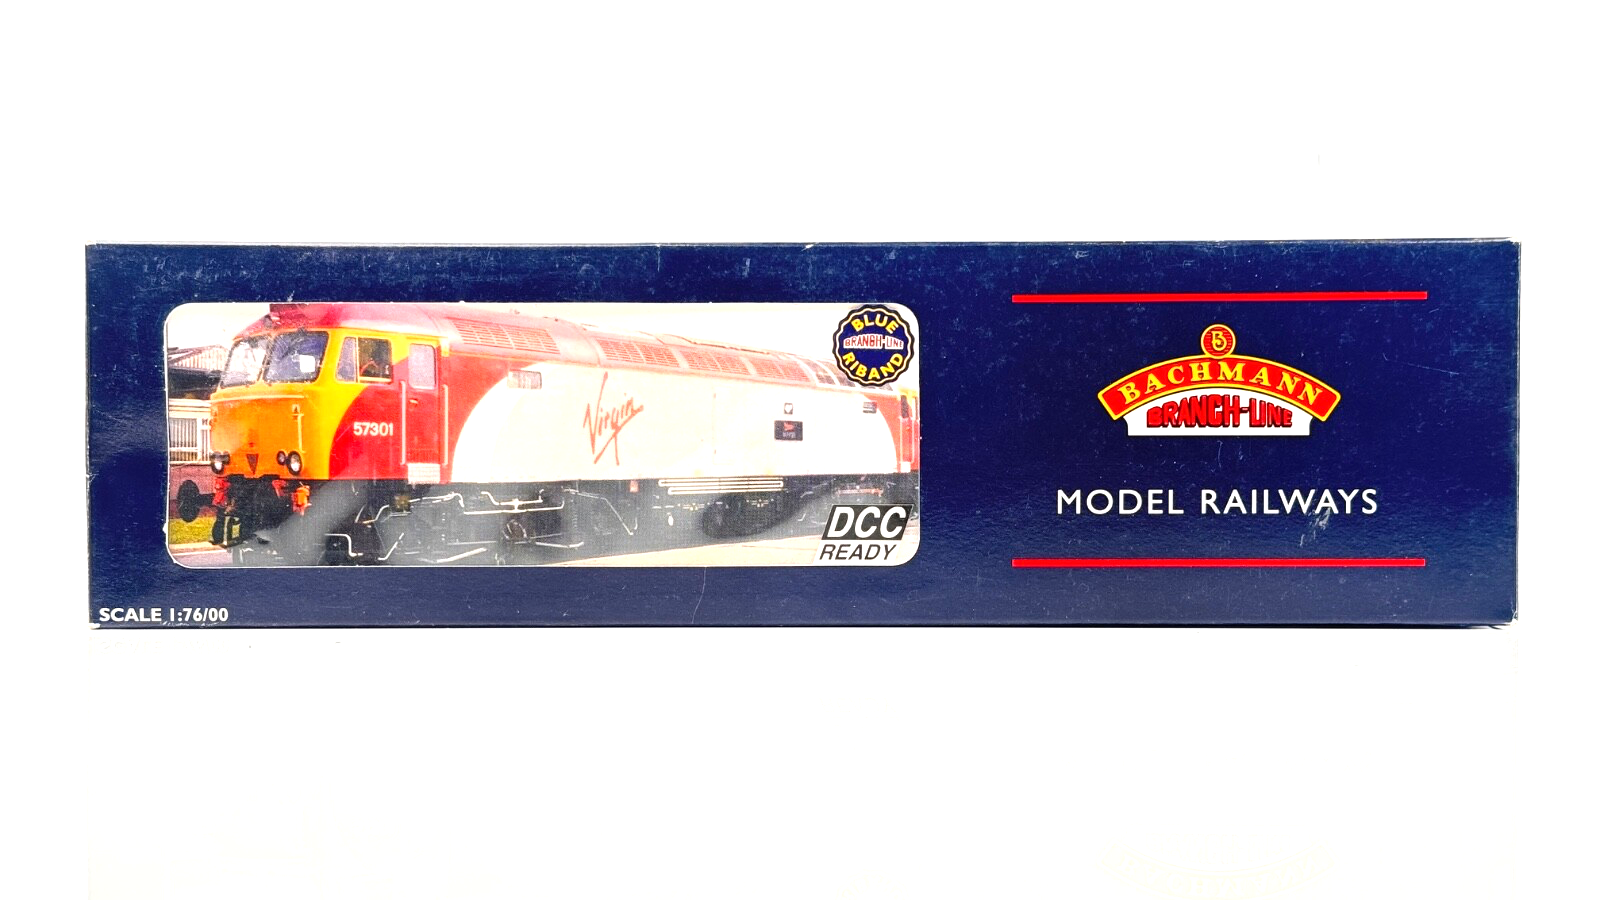 BLUE
BRANCH-LINE
RIBAND
57301
Virgin
DCC
READY
SCALE 1:76/00
B
BACHMANN
BRANCH-LINE
MODEL RAILWAYS